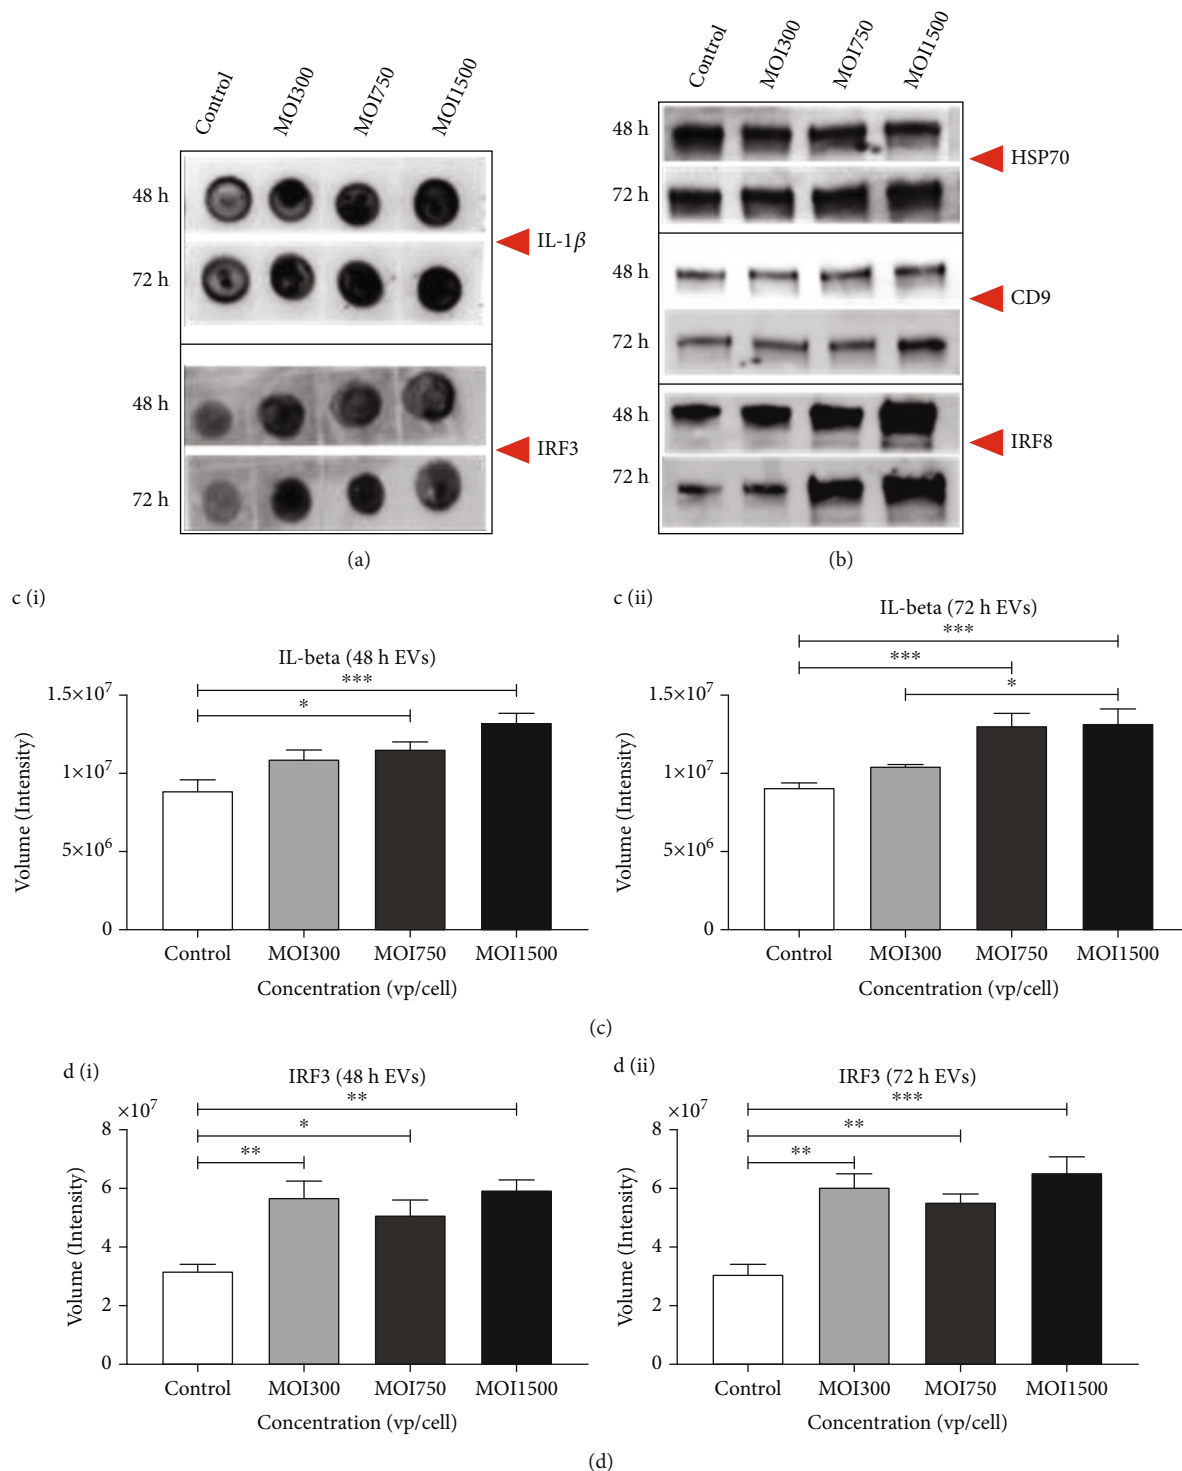 Control
MOI300
MOI750
MOI1500
48 h
72 h
IL-1β
48 h
72 h
IRF3
(a)
Control
MOI300
MOI750
MOI1500
48 h
72 h
HSP70
48 h
72 h
CD9
48 h
72 h
IRF8
(b)
c (i)
IL-beta (48 h EVs)
***
*
1.5×10⁷
1×10⁷
5×10⁶
0
Volume (Intensity)
Control MOI300 MOI750 MOI1500
Concentration (vp/cell)
c (ii)
IL-beta (72 h EVs)
***
***
*
1.5×10⁷
1×10⁷
5×10⁶
0
Volume (Intensity)
Control MOI300 MOI750 MOI1500
Concentration (vp/cell)
(c)
d (i)
IRF3 (48 h EVs)
×10⁷
**
*
**
8
6
4
2
0
Volume (Intensity)
Control MOI300 MOI750 MOI1500
Concentration (vp/cell)
d (ii)
IRF3 (72 h EVs)
×10⁷
***
**
**
8
6
4
2
0
Volume (Intensity)
Control MOI300 MOI750 MOI1500
Concentration (vp/cell)
(d)